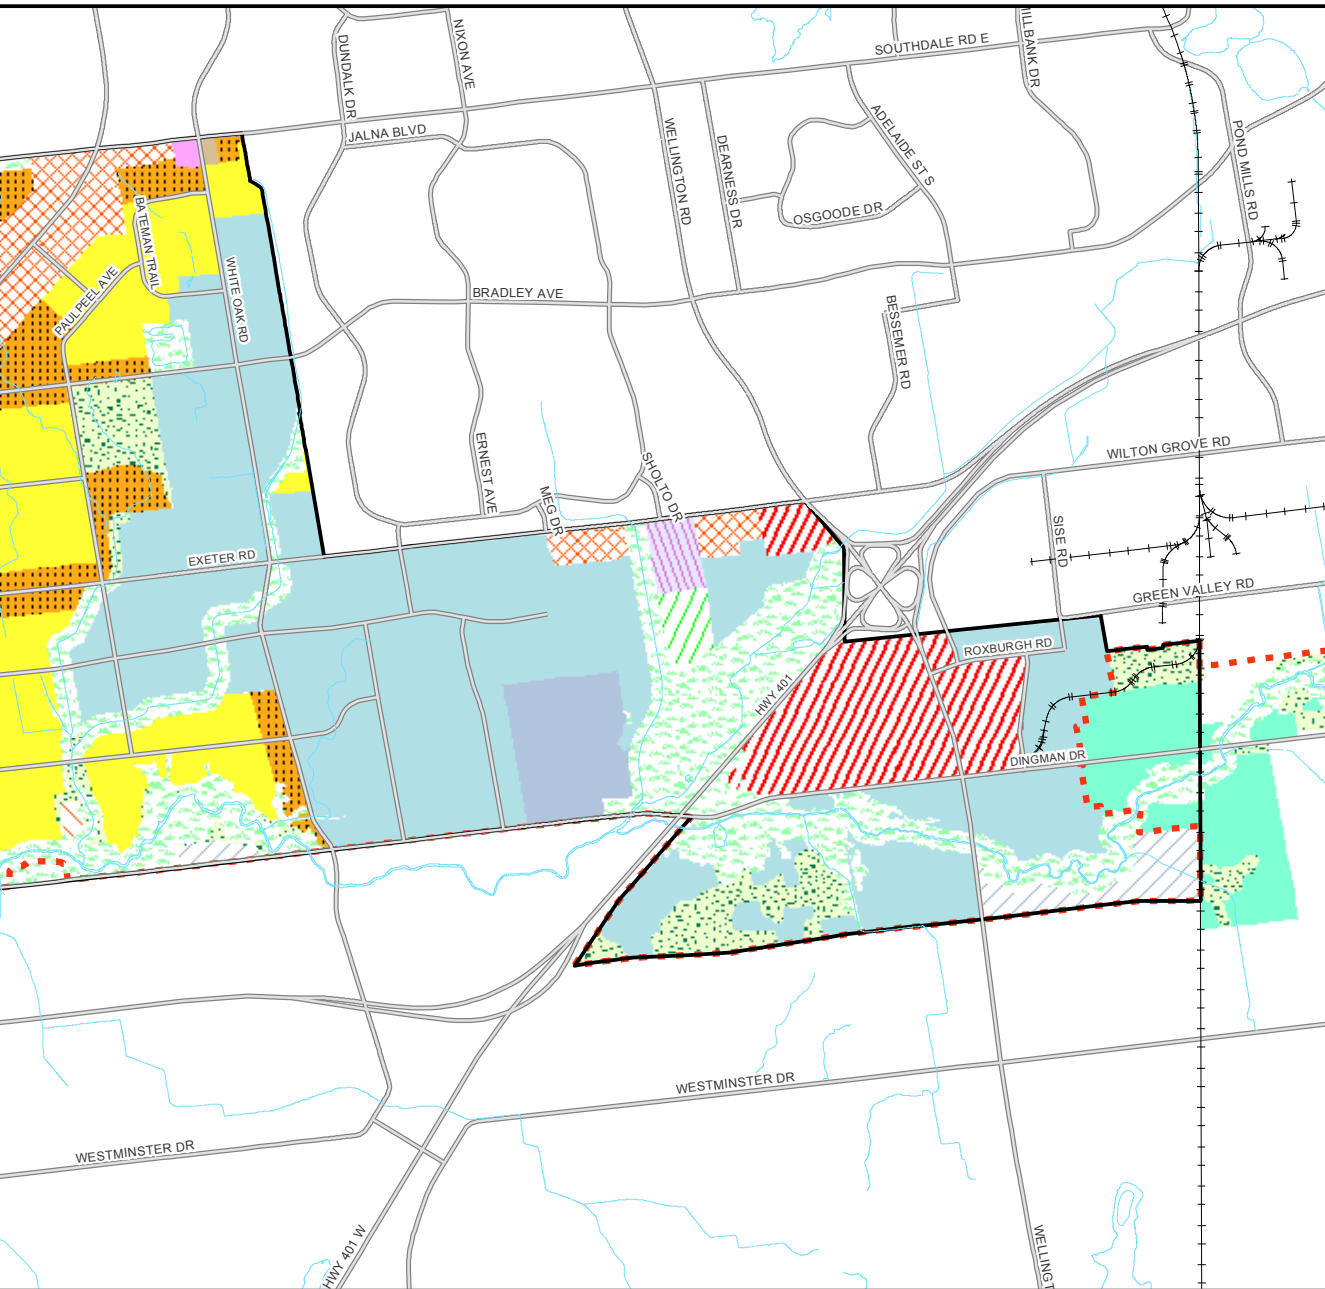 NIXON AVE
DUNDALK DR
SOUTHDALE RD E
ILLBANK DR
JALNA BLVD
WELLINGTON RD
DEARNESS DR
ADELAIDE ST S
POND MILLS RD
OSGOODE DR
BATEMAN TRAIL
WHITE OAK RD
PAUL PEEL AVE
BRADLEY AVE
BESSEMER RD
ERNEST AVE
SHOLTO DR
MEG DR
WILTON GROVE RD
SISE RD
EXETER RD
GREEN VALLEY RD
ROXBURGH RD
HWY 401
DINGMAN DR
WESTMINSTER DR
WESTMINSTER DR
HWY 401 W
WELLINGT